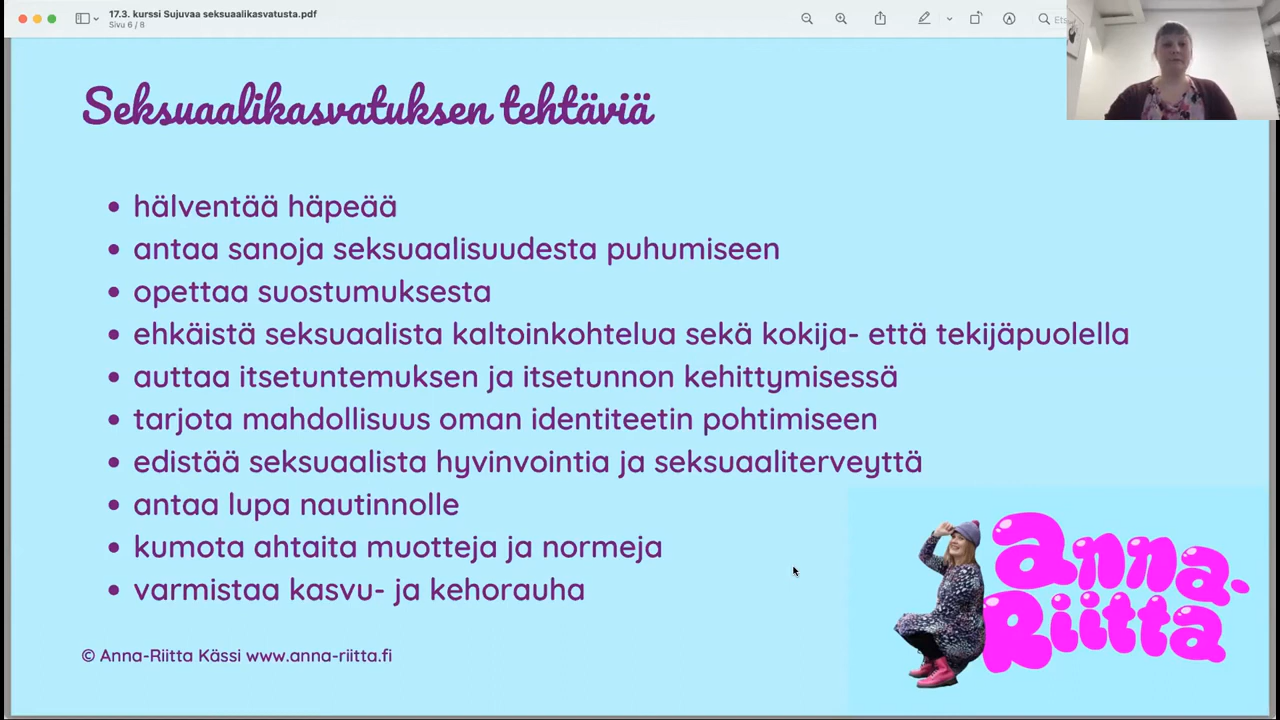 17.3. kurssi Sujuvaa seksuaalikasvatusta.pdf
Sivu 6 / 8
Ets
Seksuaalikasvatuksen tehtäviä
• hälventää häpeää
• antaa sanoja seksuaalisuudesta puhumiseen
• opettaa suostumuksesta
• ehkäistä seksuaalista kaltoinkohtelua sekä kokija- että tekijäpuolella
• auttaa itsetuntemuksen ja itsetunnon kehittymisessä
• tarjota mahdollisuus oman identiteetin pohtimiseen
• edistää seksuaalista hyvinvointia ja seksuaaliterveyttä
• antaa lupa nautinnolle
• kumota ahtaita muotteja ja normeja
• varmistaa kasvu- ja kehorauha
anna-
Riitta
© Anna-Riitta Kässi www.anna-riitta.fi